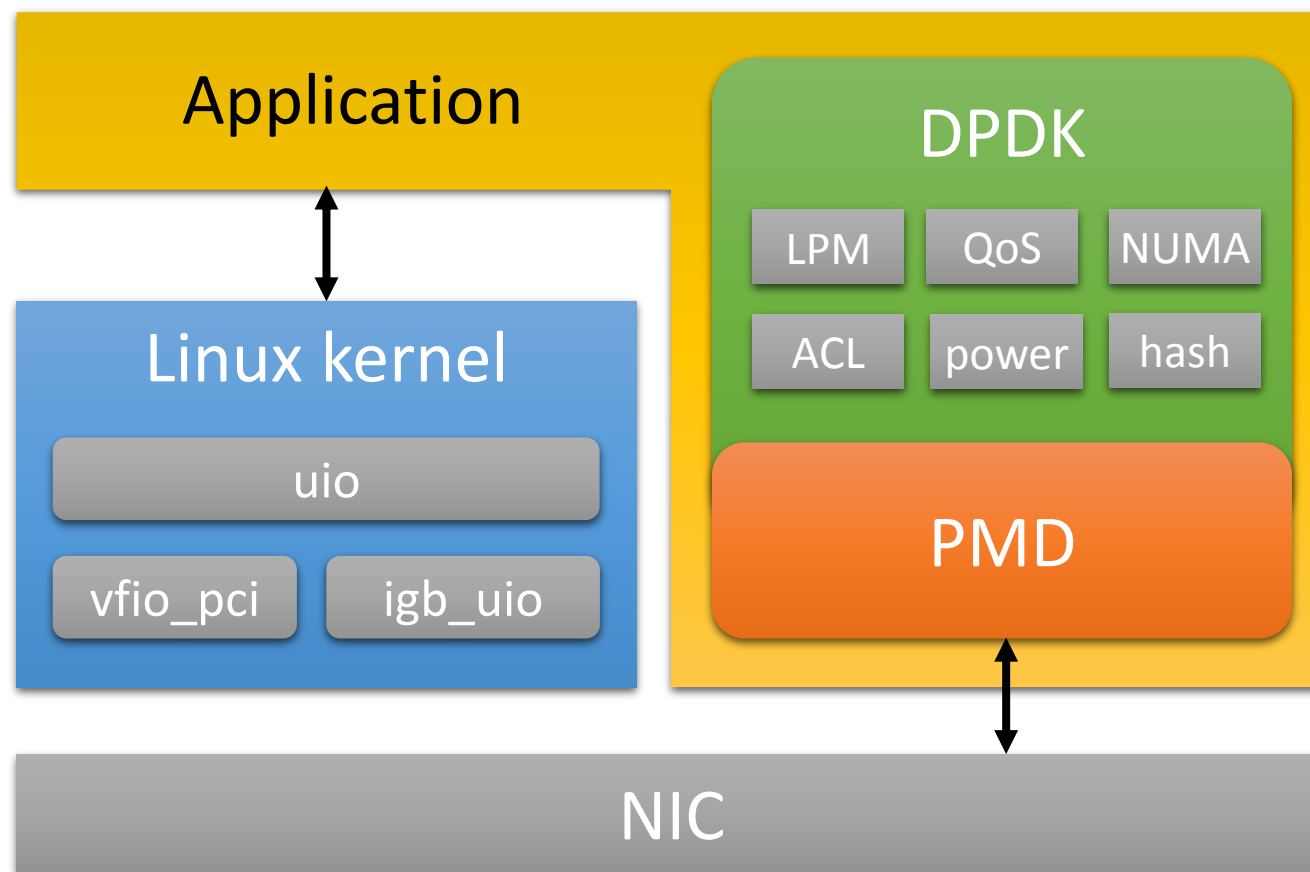 Application
DPDK
LPM
QoS
NUMA
ACL
power
hash
Linux kernel
uio
vfio_pci
igb_uio
PMD
NIC